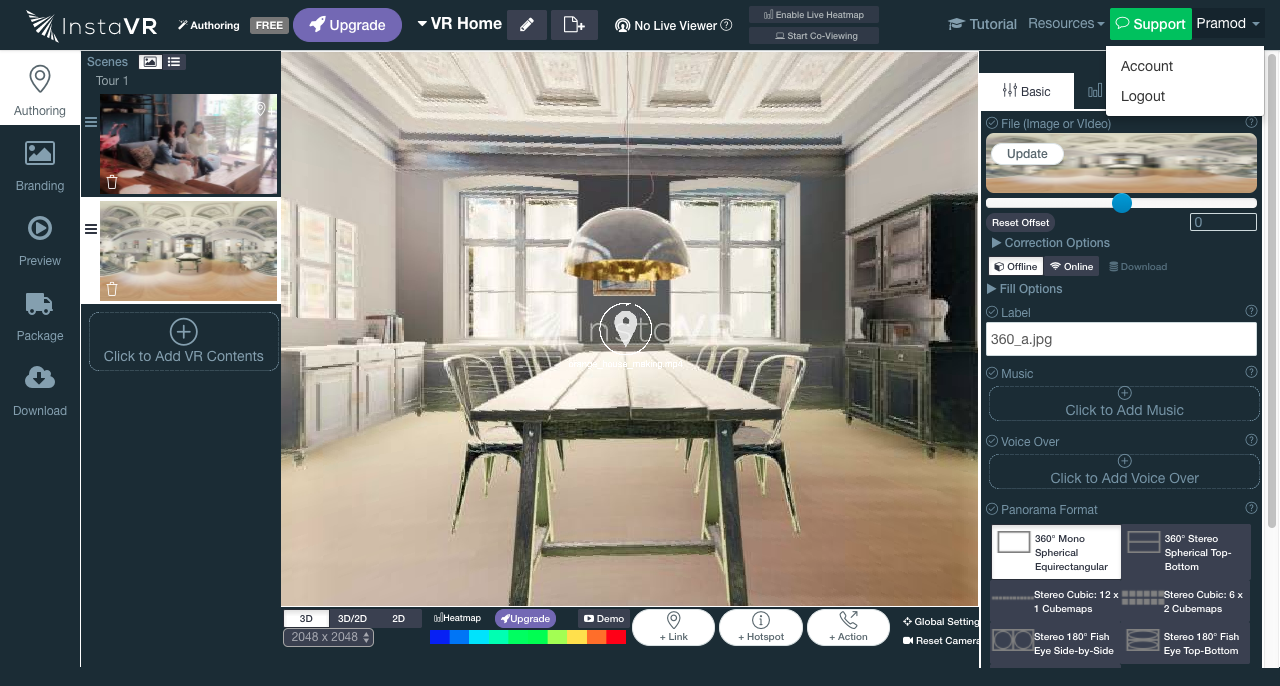 InstaVR
Authoring
FREE
Upgrade
VR Home
No Live Viewer
Enable Live Heatmap
Start Co-Viewing
Tutorial
Resources
Support
Pramod
Account
Logout
Authoring
Branding
Preview
Package
Download
Scenes
Tour 1
Click to Add VR Contents
InstaVR
3D
3D/2D
2D
2048 x 2048
Heatmap
Upgrade
Demo
+ Link
+ Hotspot
+ Action
Global Setting
Reset Camera
Basic
File (Image or VIdeo)
Update
Reset Offset
0
Correction Options
Offline
Online
Download
Fill Options
Label
360_a.jpg
Music
Click to Add Music
Voice Over
Click to Add Voice Over
Panorama Format
360° Mono
Spherical
Equirectangular
360° Stereo
Spherical Top-
Bottom
Stereo Cubic: 12 x
1 Cubemaps
Stereo Cubic: 6 x
2 Cubemaps
Stereo 180° Fish
Eye Side-by-Side
Stereo 180° Fish
Eye Top-Bottom